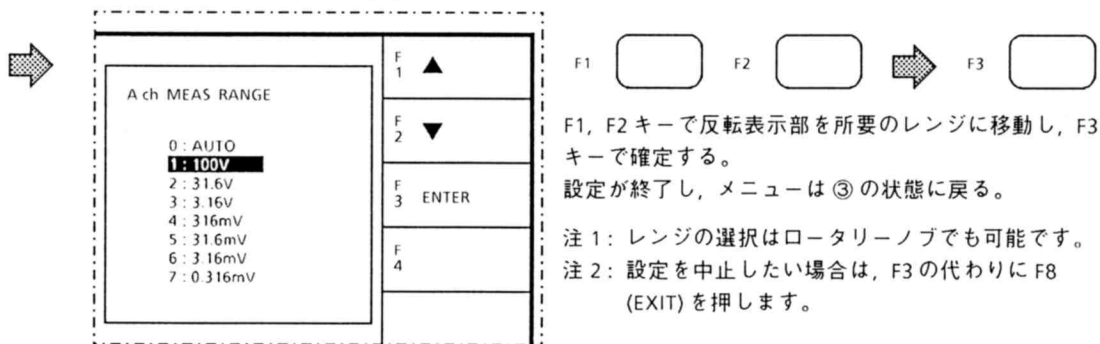 A ch MEAS RANGE
0 : AUTO
1 : 100V
2 : 31.6V
3 : 3.16V
4 : 316mV
5 : 31.6mV
6 : 3.16mV
7 : 0.316mV
F1 ▲
F2 ▼
F3 ENTER
F4
F1 F2 F3
F1, F2 キーで反転表示部を所要のレンジに移動し, F3
キーで確定する。
設定が終了し, メニューは ③ の状態に戻る。
注 1 : レンジの選択はロータリーノブでも可能です。
注 2 : 設定を中止したい場合は, F3 の代わりに F8
(EXIT) を押します。